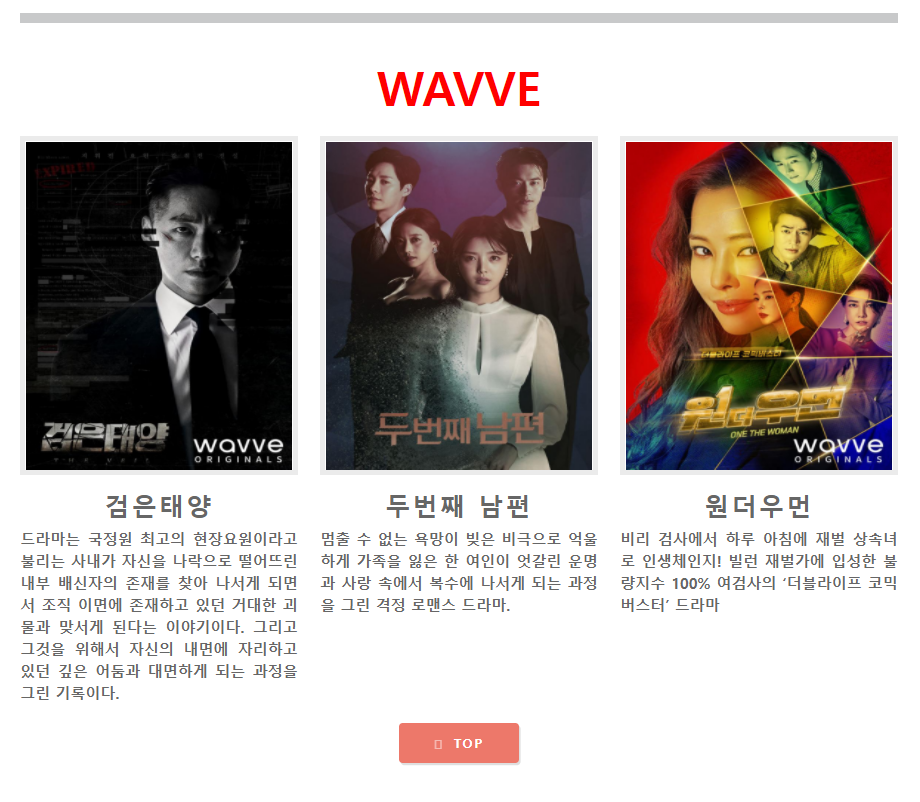 WAVVE
EXPIRED
검은태양
wavve
ORIGINALS
두번째 남편
더블라이프 코믹버스터
원더우먼
ONE THE WOMAN
wavve
ORIGINALS
검은태양
드라마는 국정원 최고의 현장요원이라고
불리는 사내가 자신을 나락으로 떨어뜨린
내부 배신자의 존재를 찾아 나서게 되면
서 조직 이면에 존재하고 있던 거대한 괴
물과 맞서게 된다는 이야기이다. 그리고
그것을 위해서 자신의 내면에 자리하고
있던 깊은 어둠과 대면하게 되는 과정을
그린 기록이다.
두번째 남편
멈출 수 없는 욕망이 빚은 비극으로 억울
하게 가족을 잃은 한 여인이 엇갈린 운명
과 사랑 속에서 복수에 나서게 되는 과정
을 그린 격정 로맨스 드라마.
원더우먼
비리 검사에서 하루 아침에 재벌 상속녀
로 인생체인지! 빌런 재벌가에 입성한 불
량지수 100% 여검사의 ‘더블라이프 코믹
버스터’ 드라마
TOP